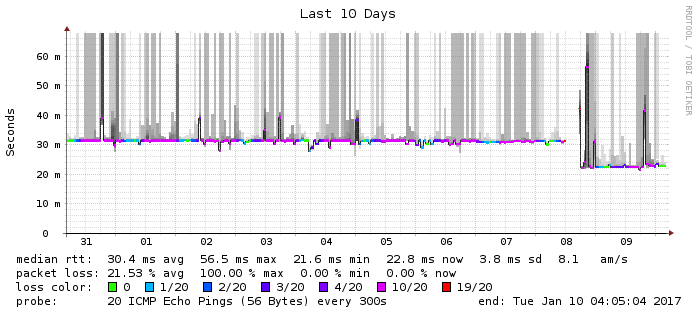 Last 10 Days
RRDTOOL / TOBI OETIKER
Seconds
60 m
50 m
40 m
30 m
20 m
10 m
0
31 01 02 03 04 05 06 07 08 09
median rtt: 30.4 ms avg 56.5 ms max 21.6 ms min 22.8 ms now 3.8 ms sd 8.1 am/s
packet loss: 21.53 % avg 100.00 % max 0.00 % min 0.00 % now
loss color: 0 1/20 2/20 3/20 4/20 10/20 19/20
probe: 20 ICMP Echo Pings (56 Bytes) every 300s end: Tue Jan 10 04:05:04 2017